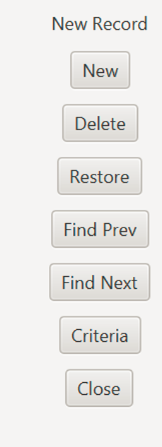 New Record
New
Delete
Restore
Find Prev
Find Next
Criteria
Close